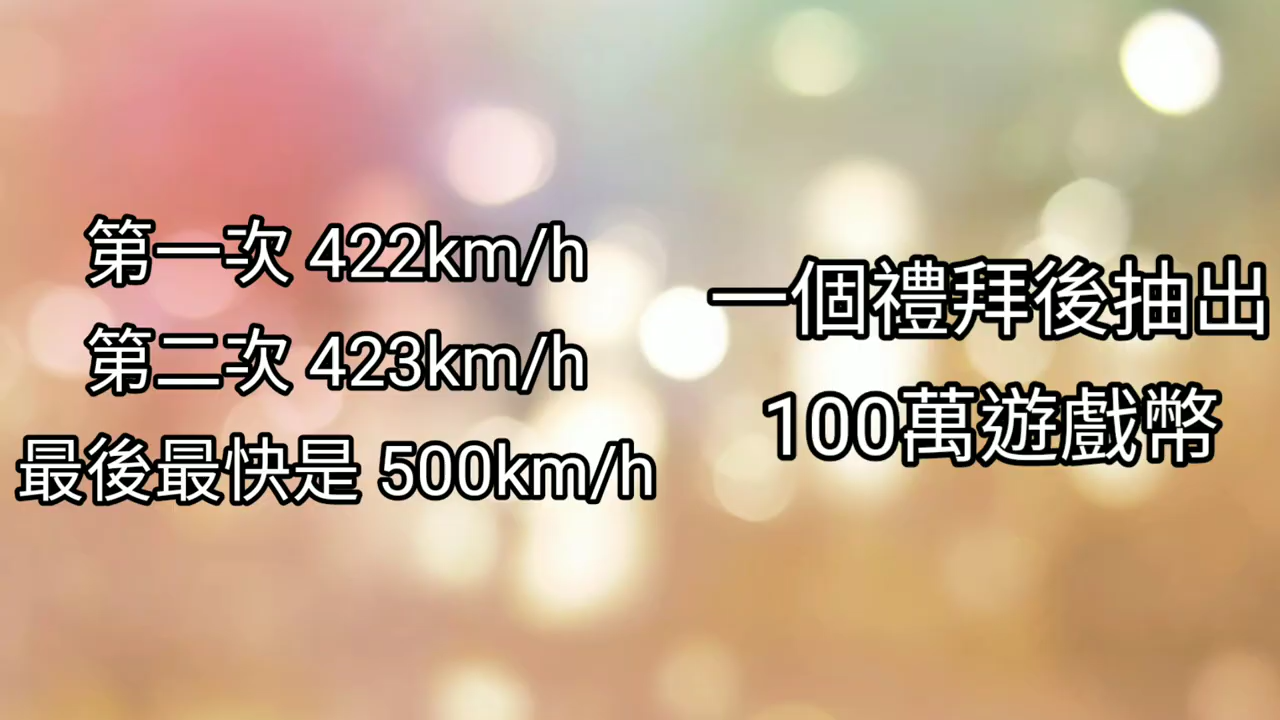 第一次 422km/h
第二次 423km/h
最後最快是 500km/h
一個禮拜後抽出
100萬遊戲幣